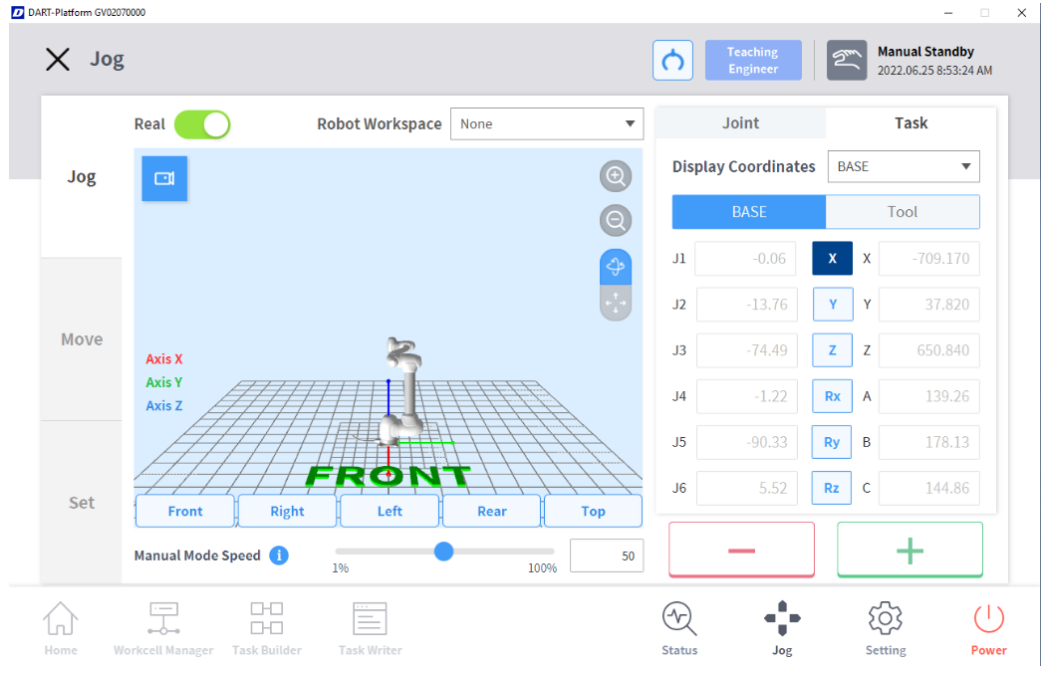 DART-Platform GV02070000
Jog
Teaching
Engineer
Manual Standby
2022.06.25 8:53:24 AM
Jog
Move
Set
Real
Robot Workspace
None
Axis X
Axis Y
Axis Z
FRONT
Front
Right
Left
Rear
Top
Manual Mode Speed
1%
100%
50
Joint
Task
Display Coordinates
BASE
BASE
Tool
J1 -0.06 X X -709.170
J2 -13.76 Y Y 37.820
J3 -74.49 Z Z 650.840
J4 -1.22 Rx A 139.26
J5 -90.33 Ry B 178.13
J6 5.52 Rz C 144.86
Home
Workcell Manager
Task Builder
Task Writer
Status
Jog
Setting
Power